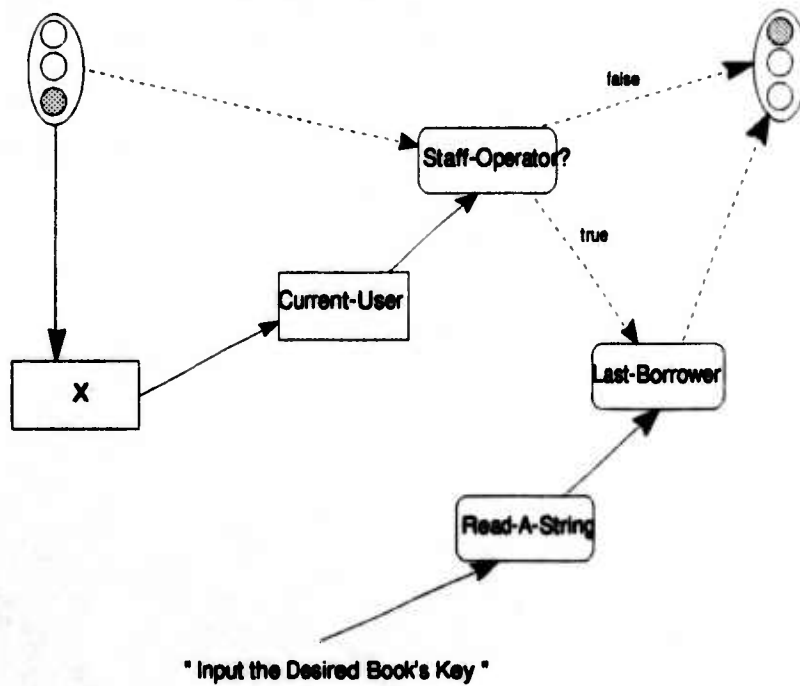 false
Staff-Operator?
true
Current-User
Last-Borrower
X
Read-A-String
" Input the Desired Book's Key "